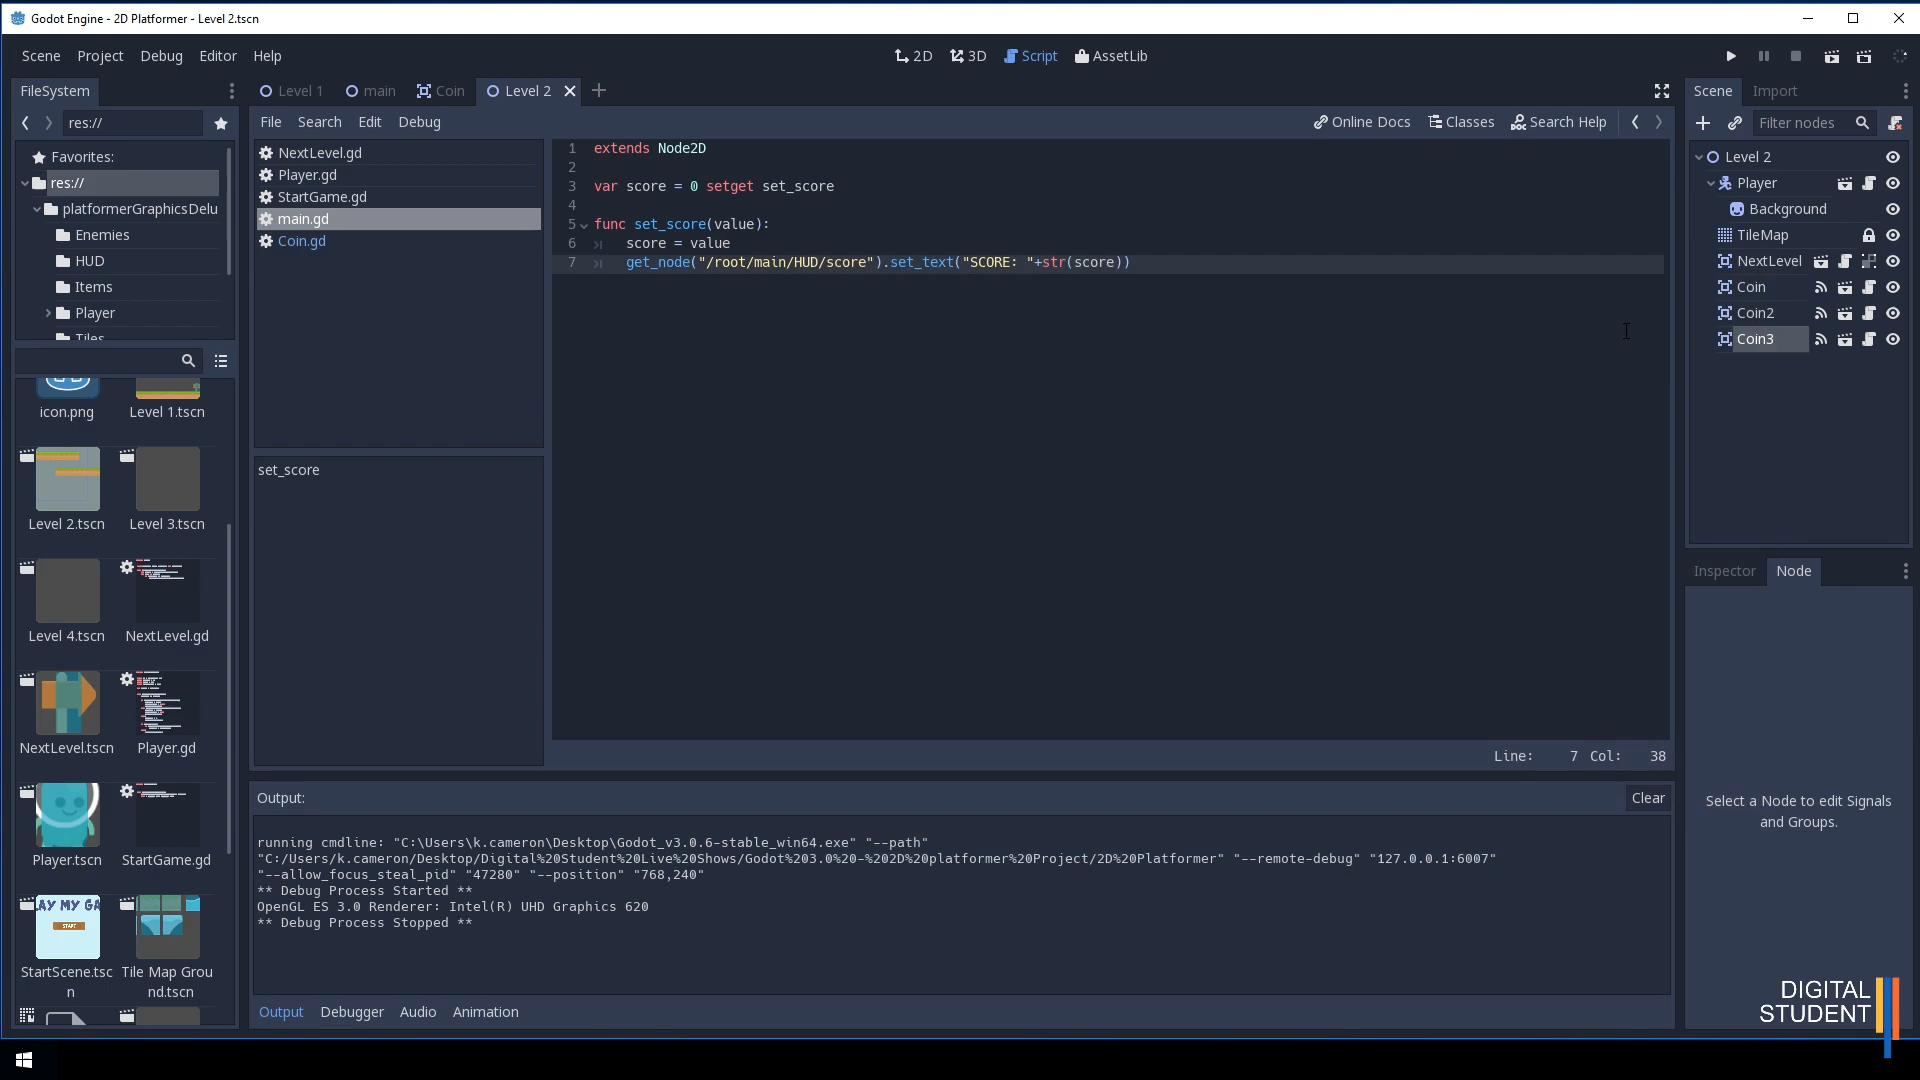 Godot Engine - 2D Platformer - Level 2.tscn
Scene Project Debug Editor Help
2D 3D Script AssetLib
FileSystem
Level 1 main Coin Level 2
Scene Import
res://
File Search Edit Debug
Online Docs Classes Search Help
Filter nodes
Favorites:
res://
platformerGraphicsDelu
Enemies
HUD
Items
Player
Tiles
NextLevel.gd
Player.gd
StartGame.gd
main.gd
Coin.gd
1 extends Node2D
2
3 var score = 0 setget set_score
4
5 func set_score(value):
6 score = value
7 get_node("/root/main/HUD/score").set_text("SCORE: "+str(score))
Level 2
Player
Background
TileMap
NextLevel
Coin
Coin2
Coin3
icon.png Level 1.tscn
Level 2.tscn Level 3.tscn
Level 4.tscn NextLevel.gd
NextLevel.tscn Player.gd
Player.tscn StartGame.gd
LAY MY GA
START
StartScene.tsc
n
Tile Map Grou
nd.tscn
set_score
Line: 7 Col: 38
Inspector Node
Select a Node to edit Signals
and Groups.
Output:
Clear
running cmdline: "C:\Users\k.cameron\Desktop\Godot_v3.0.6-stable_win64.exe" "--path"
"C:/Users/k.cameron/Desktop/Digital%20Student%20Live%20Shows/Godot%203.0%20-%202D%20platformer%20Project/2D%20Platformer" "--remote-debug" "127.0.0.1:6007"
"--allow_focus_steal_pid" "47280" "--position" "768,240"
** Debug Process Started **
OpenGL ES 3.0 Renderer: Intel(R) UHD Graphics 620
** Debug Process Stopped **
Output Debugger Audio Animation
DIGITAL
STUDENT